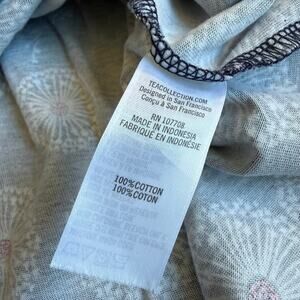 TEACOLLECTION.COM
Designed in San Francisco
Conçu à San Francisco
RN 107708
MADE IN INDONESIA
FABRIQUÉ EN INDONÉSIE
100%COTTON
100%COTON